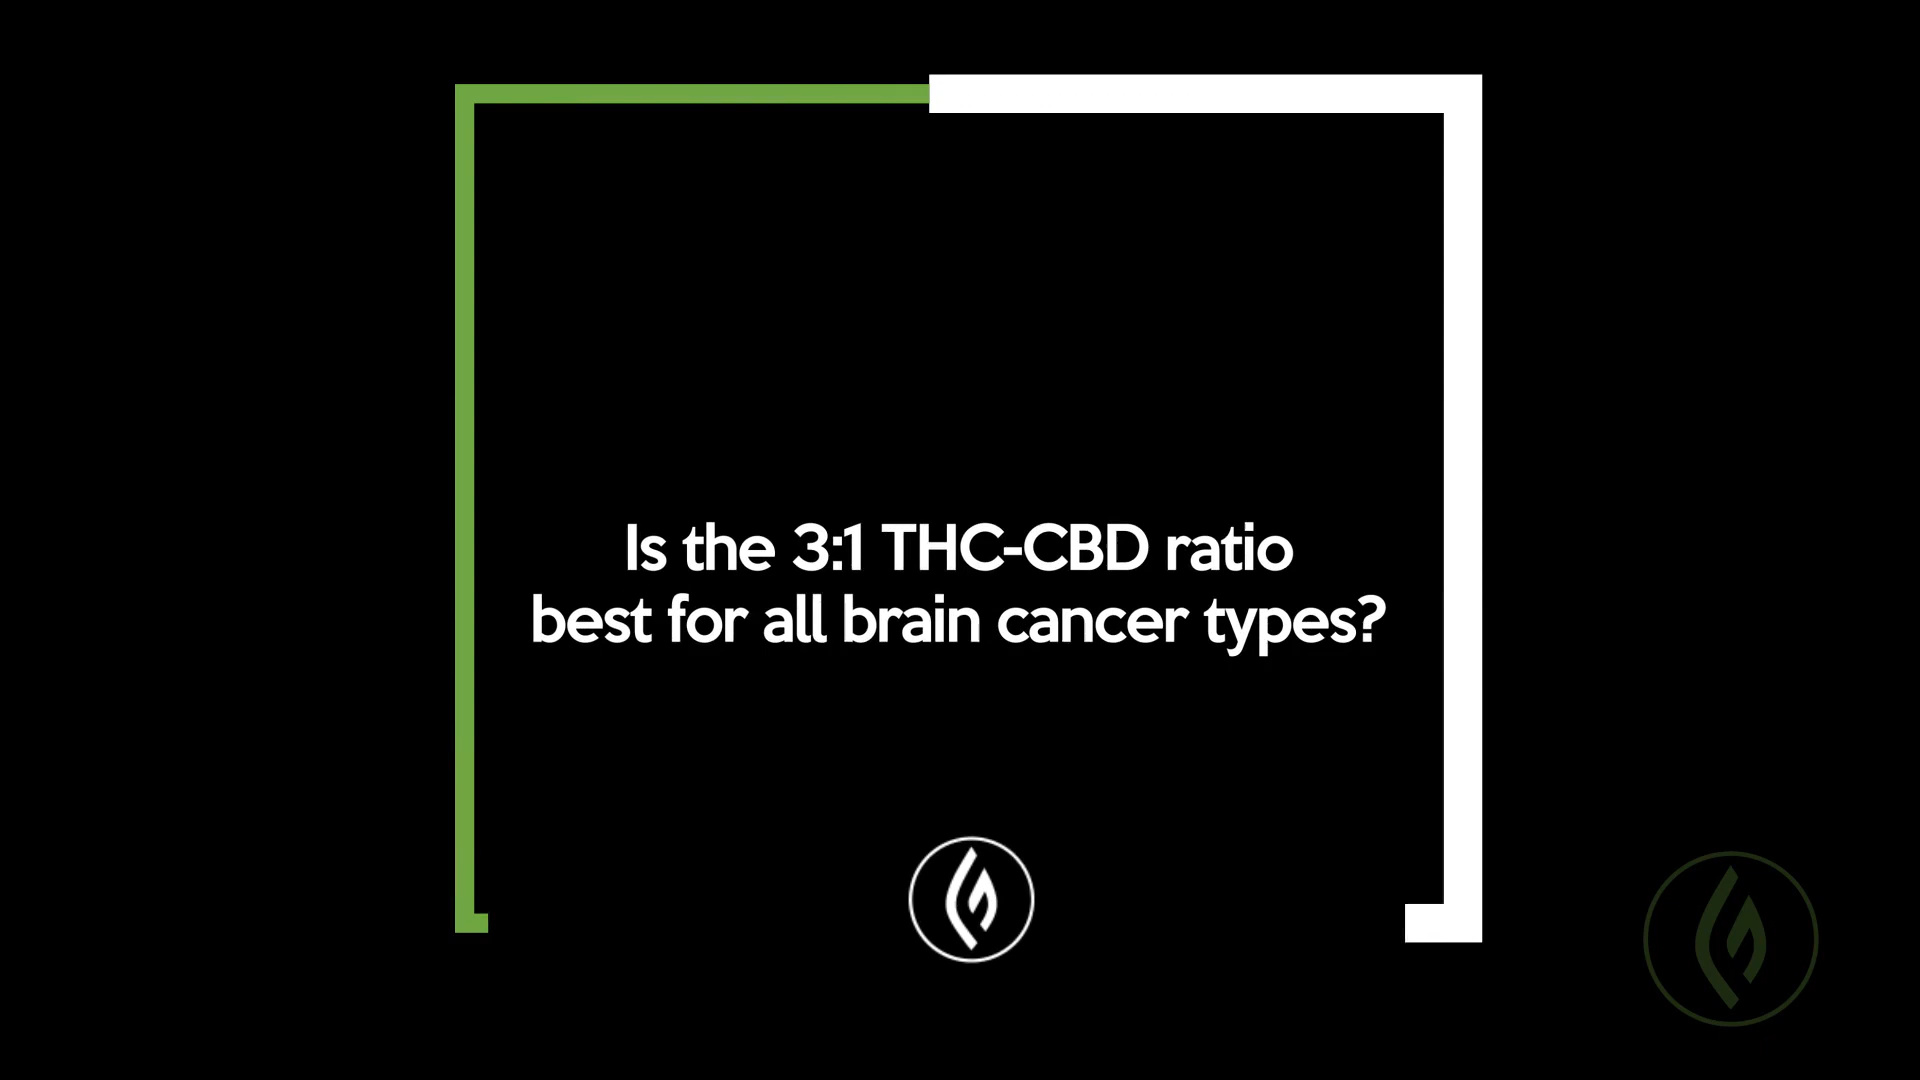 Is the 3:1 THC-CBD ratio
best for all brain cancer types?